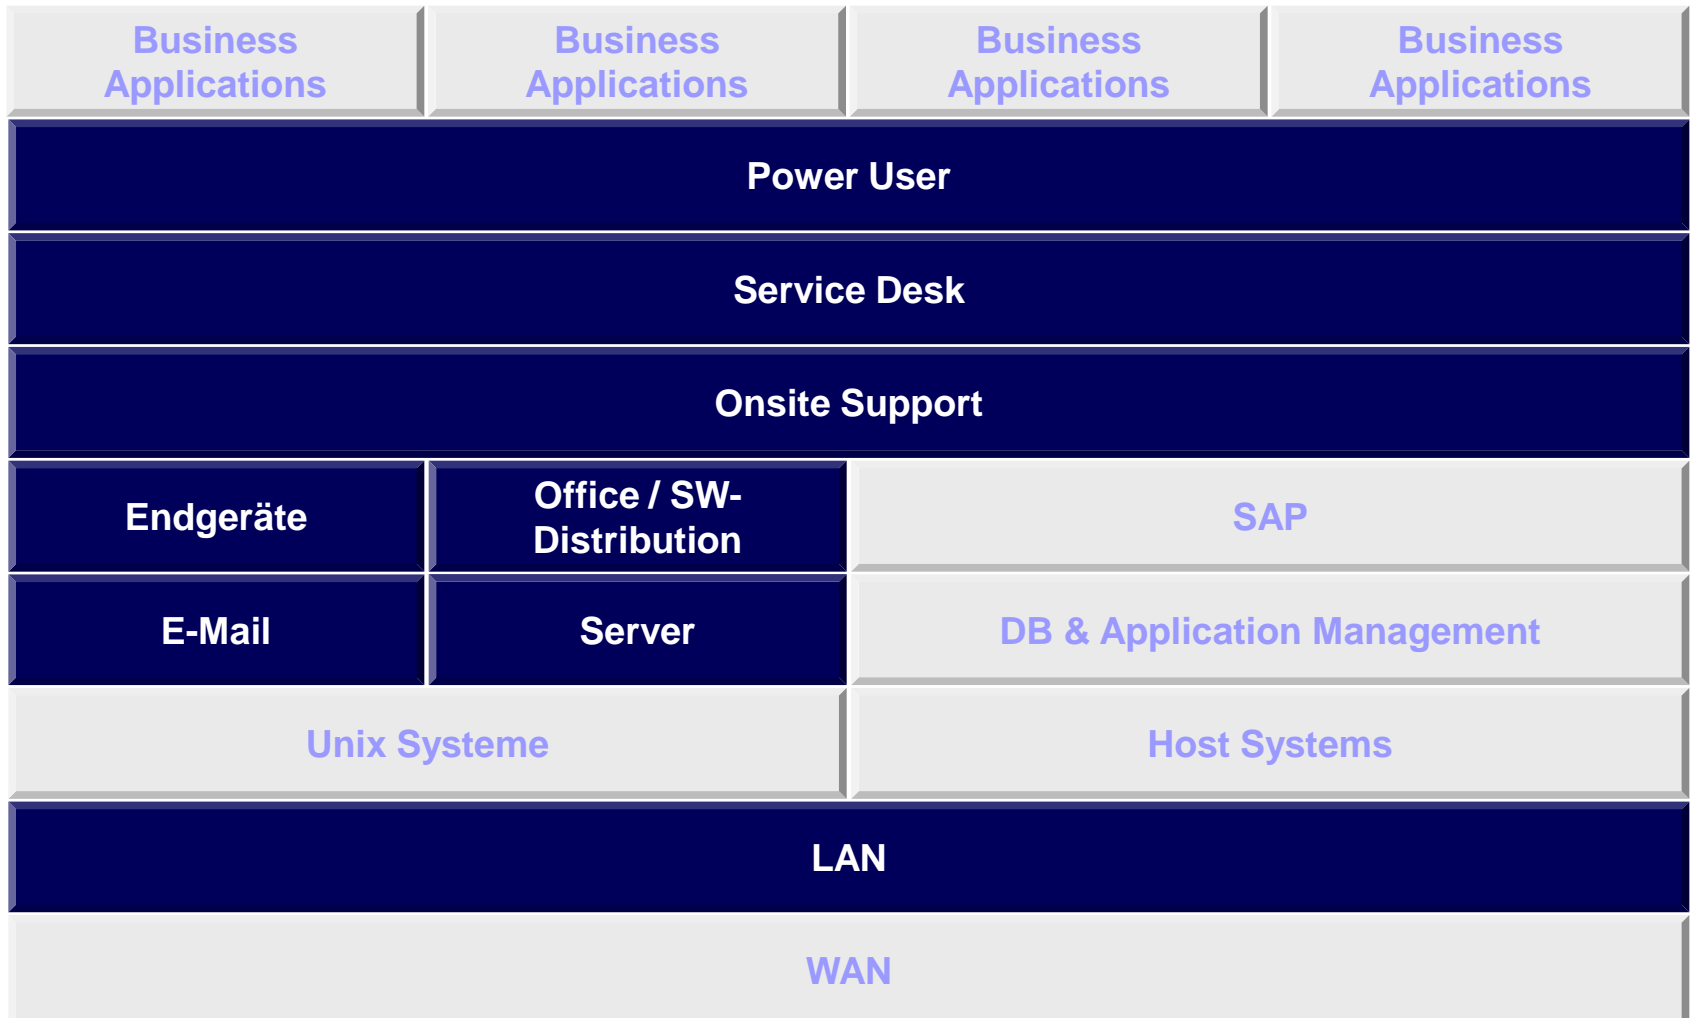 Business
Applications
Business
Applications
Business
Applications
Business
Applications
Power User
Service Desk
Onsite Support
Endgeräte
Office / SW-
Distribution
SAP
E-Mail
Server
DB & Application Management
Unix Systeme
Host Systems
LAN
WAN